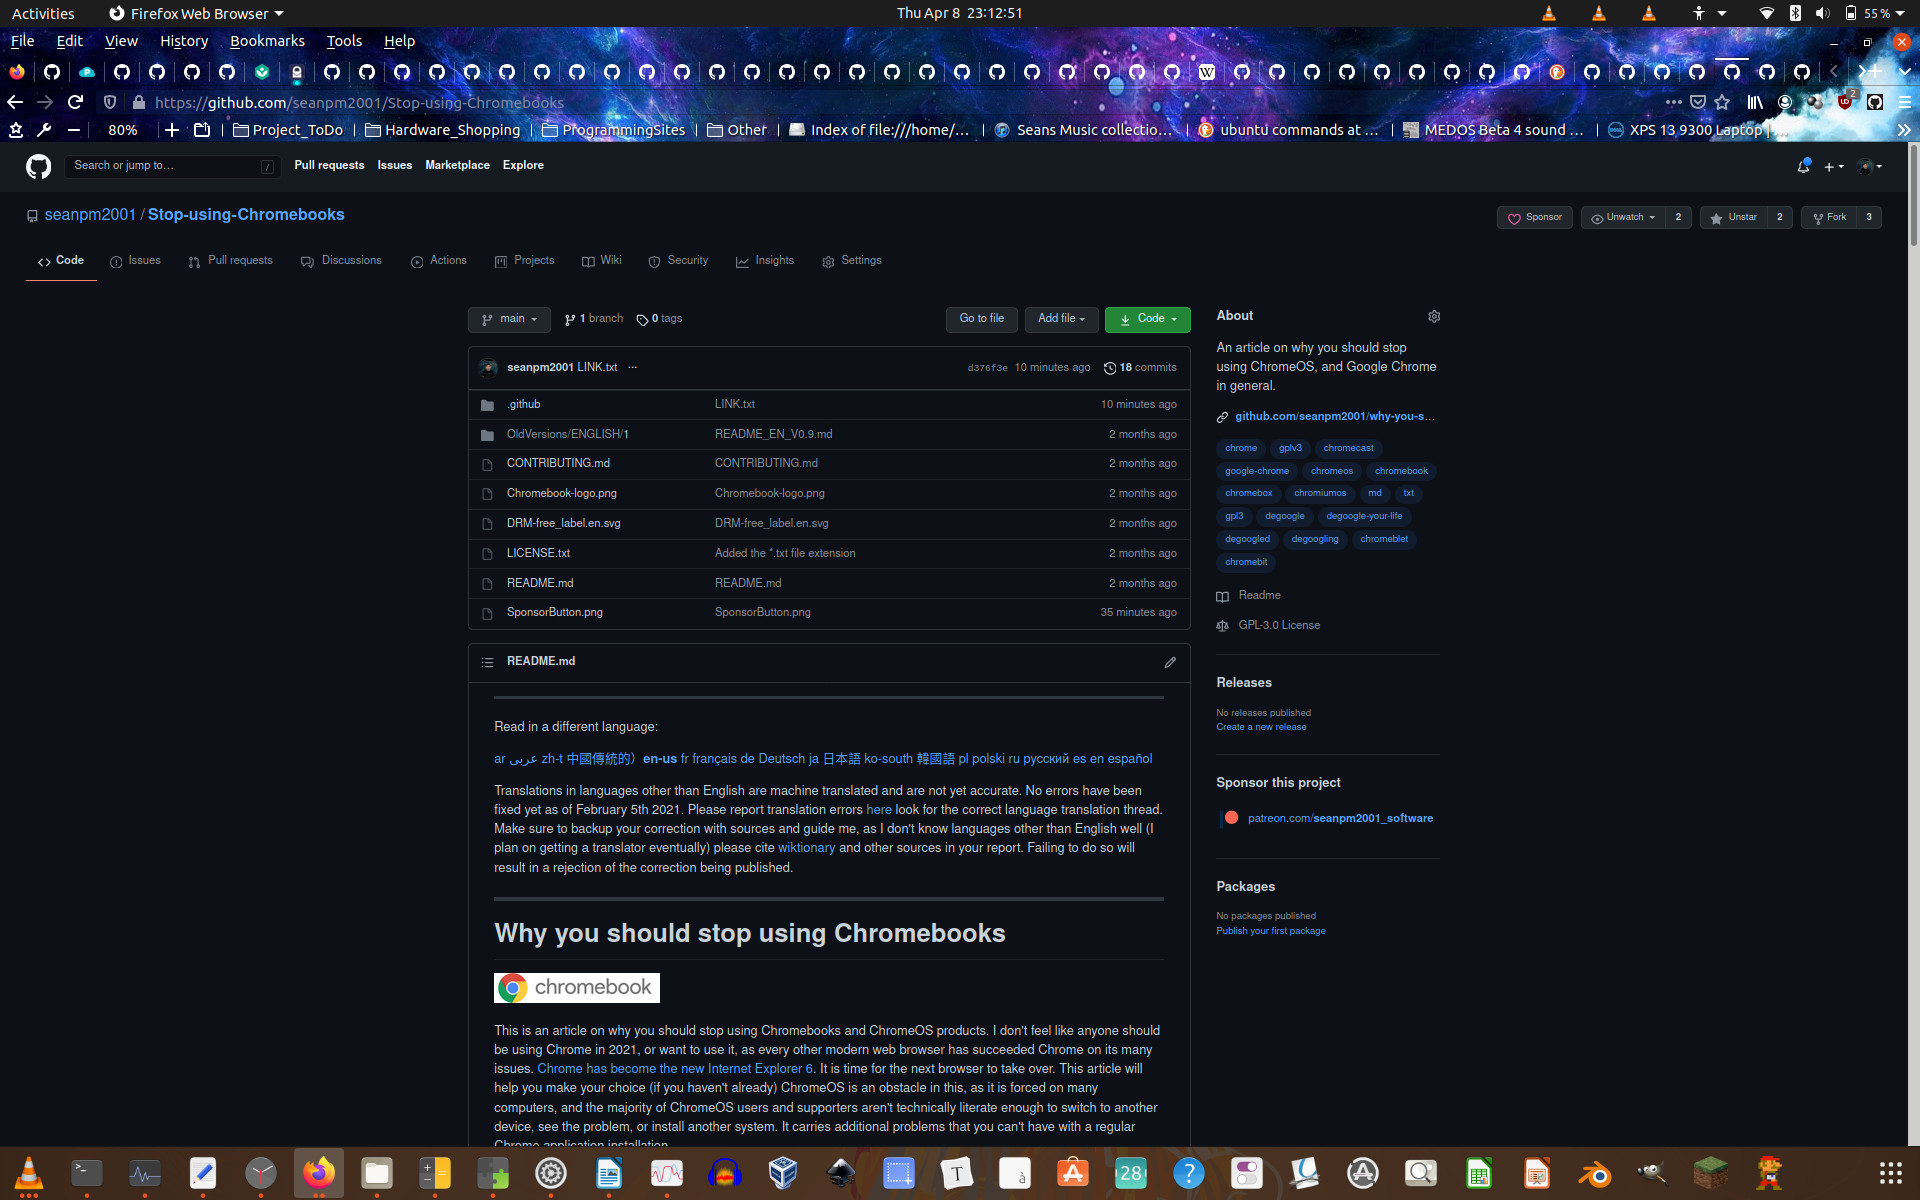 Activities Firefox Web Browser Thu Apr 8 23:12:51 55 %
File Edit View History Bookmarks Tools Help
https://github.com/seanpm2001/Stop-using-Chromebooks 2
80% Project_ToDo Hardware_Shopping ProgrammingSites Other Index of file:///home/… Seans Music collectio… ubuntu commands at … MEDOS Beta 4 sound … XPS 13 9300 Laptop |
Search or jump to… / Pull requests Issues Marketplace Explore
seanpm2001 / Stop-using-Chromebooks Sponsor Unwatch 2 Unstar 2 Fork 3
Code Issues Pull requests Discussions Actions Projects Wiki Security Insights Settings
main 1 branch 0 tags Go to file Add file Code
seanpm2001 LINK.txt ... d376f3e 10 minutes ago 18 commits
.github LINK.txt 10 minutes ago
OldVersions/ENGLISH/1 README_EN_V0.9.md 2 months ago
CONTRIBUTING.md CONTRIBUTING.md 2 months ago
Chromebook-logo.png Chromebook-logo.png 2 months ago
DRM-free_label.en.svg DRM-free_label.en.svg 2 months ago
LICENSE.txt Added the *.txt file extension 2 months ago
README.md README.md 2 months ago
SponsorButton.png SponsorButton.png 35 minutes ago
README.md
Read in a different language:
ar عربى zh-t 中國傳統的）en-us fr français de Deutsch ja 日本語 ko-south 韓國語 pl polski ru русский es en español
Translations in languages other than English are machine translated and are not yet accurate. No errors have been
fixed yet as of February 5th 2021. Please report translation errors here look for the correct language translation thread.
Make sure to backup your correction with sources and guide me, as I don't know languages other than English well (I
plan on getting a translator eventually) please cite wiktionary and other sources in your report. Failing to do so will
result in a rejection of the correction being published.
Why you should stop using Chromebooks
chromebook
This is an article on why you should stop using Chromebooks and ChromeOS products. I don't feel like anyone should
be using Chrome in 2021, or want to use it, as every other modern web browser has succeeded Chrome on its many
issues. Chrome has become the new Internet Explorer 6. It is time for the next browser to take over. This article will
help you make your choice (if you haven't already) ChromeOS is an obstacle in this, as it is forced on many
computers, and the majority of ChromeOS users and supporters aren't technically literate enough to switch to another
device, see the problem, or install another system. It carries additional problems that you can't have with a regular
Chrome application installation.
About
An article on why you should stop
using ChromeOS, and Google Chrome
in general.
github.com/seanpm2001/why-you-s…
chrome gplv3 chromecast
google-chrome chromeos chromebook
chromebox chromiumos md txt
gpl3 degoogle degoogle-your-life
degoogled degoogling chromeblet
chromebit
Readme
GPL-3.0 License
Releases
No releases published
Create a new release
Sponsor this project
patreon.com/seanpm2001_software
Packages
No packages published
Publish your first package